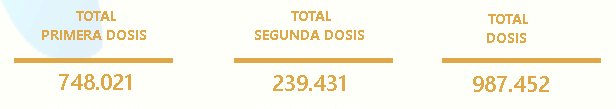 TOTAL
PRIMERA DOSIS
748.021
TOTAL
SEGUNDA DOSIS
239.431
TOTAL
DOSIS
987.452